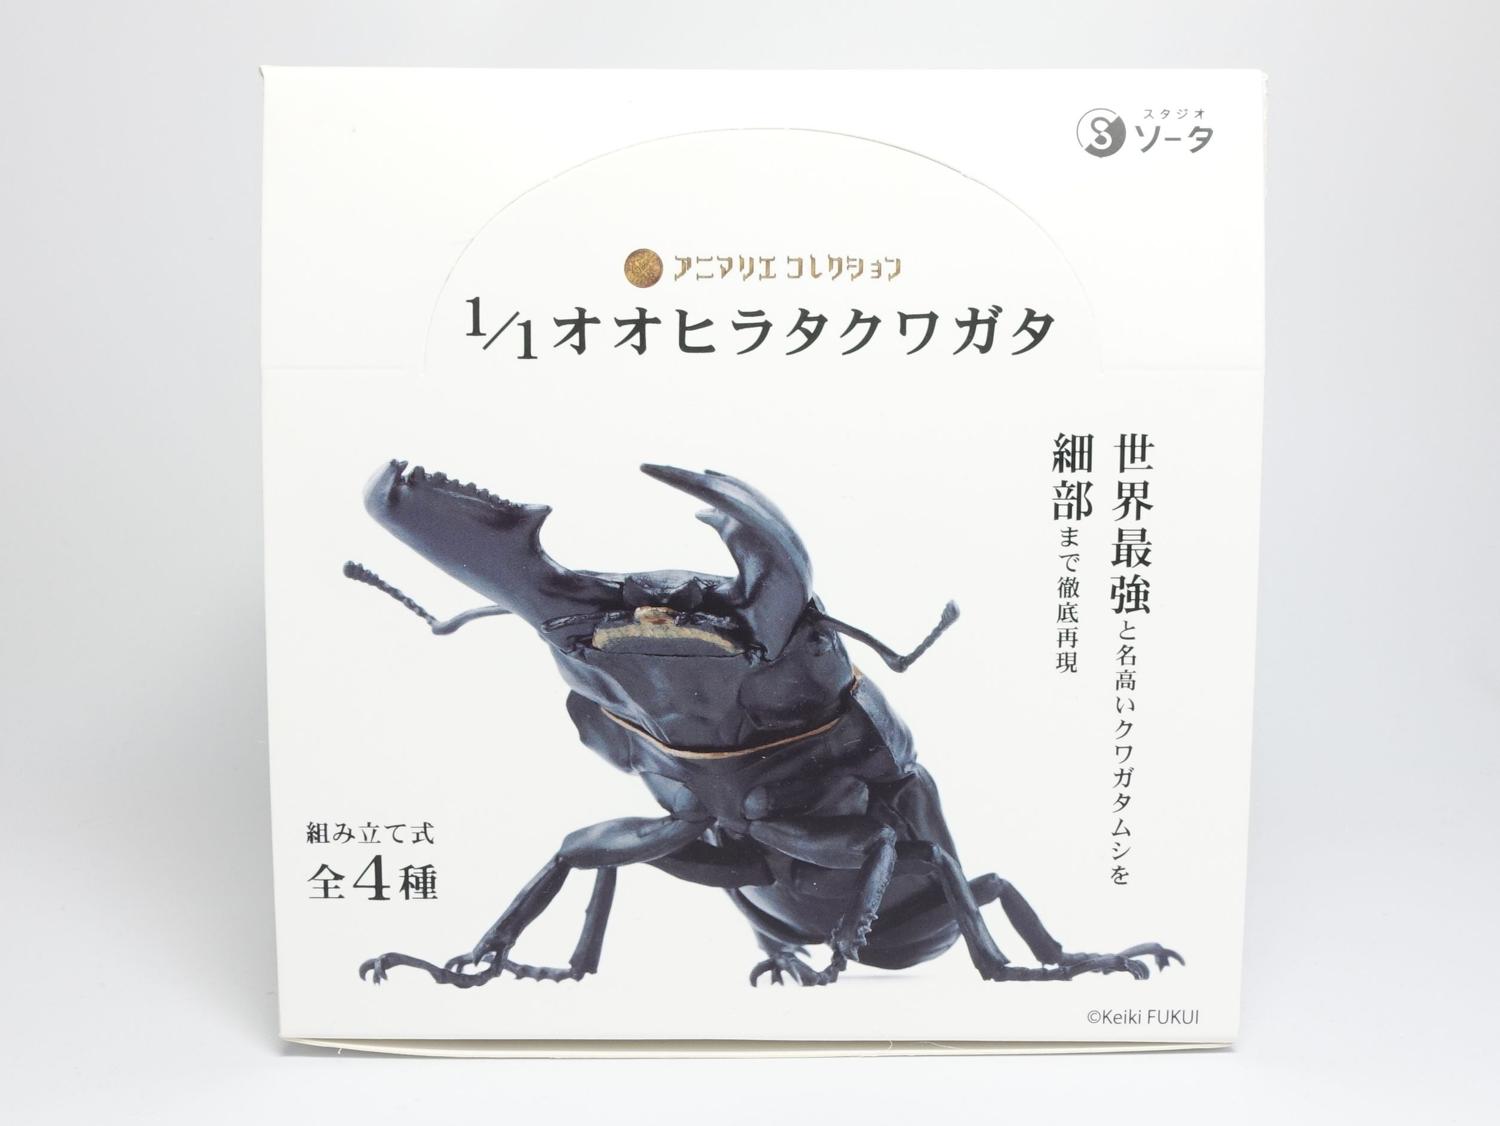 スタジオ
ソータ
アニマリエ コレクション
1/1オオヒラタクワガタ
世界最強と名高いクワガタムシを
細部まで徹底再現
組み立て式
全4種
©Keiki FUKUI